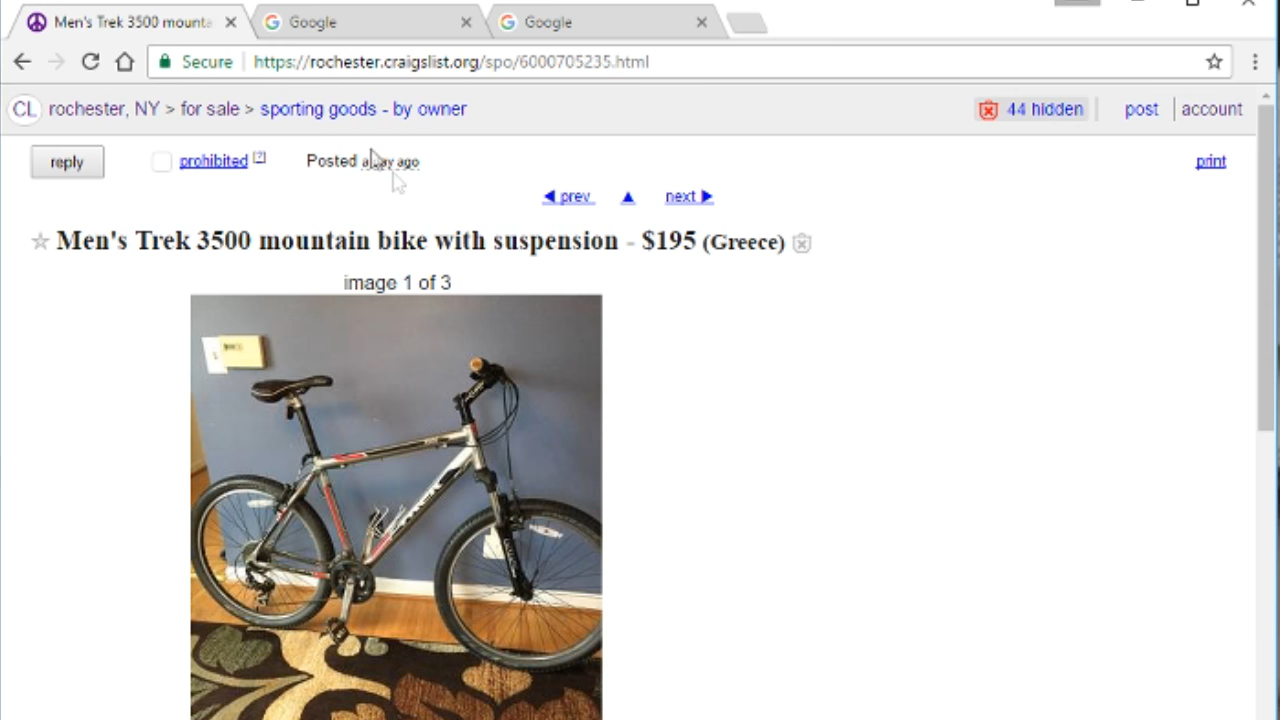 Men's Trek 3500 mounta
Google
Google
Secure https://rochester.craigslist.org/spo/6000705235.html
CL rochester, NY > for sale > sporting goods - by owner
44 hidden
post
account
reply
prohibited [?]
Posted a day ago
print
◀ prev ▲ next ▶
Men's Trek 3500 mountain bike with suspension - $195 (Greece)
image 1 of 3
TREK